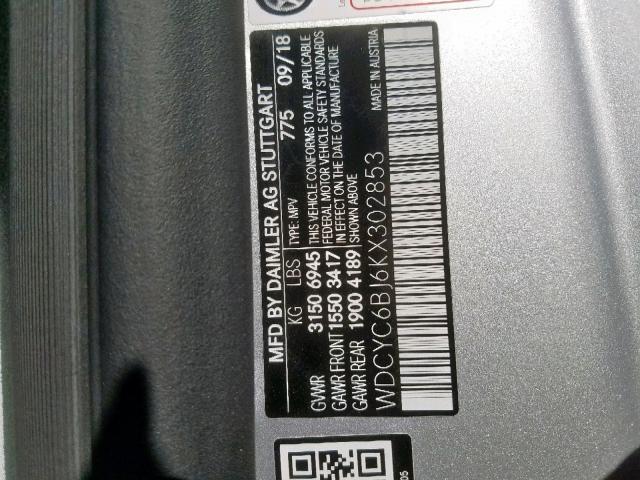 MFD BY DAIMLER AG STUTTGART
775 09/18
KG LBS TYPE: MPV
GVWR 3150 6945 THIS VEHICLE CONFORMS TO ALL APPLICABLE
FEDERAL MOTOR VEHICLE SAFETY STANDARDS
GAWR FRONT 1550 3417 IN EFFECT ON THE DATE OF MANUFACTURE
GAWR REAR 1900 4189 SHOWN ABOVE
MADE IN AUSTRIA
WDCYC6BJ6KX302853